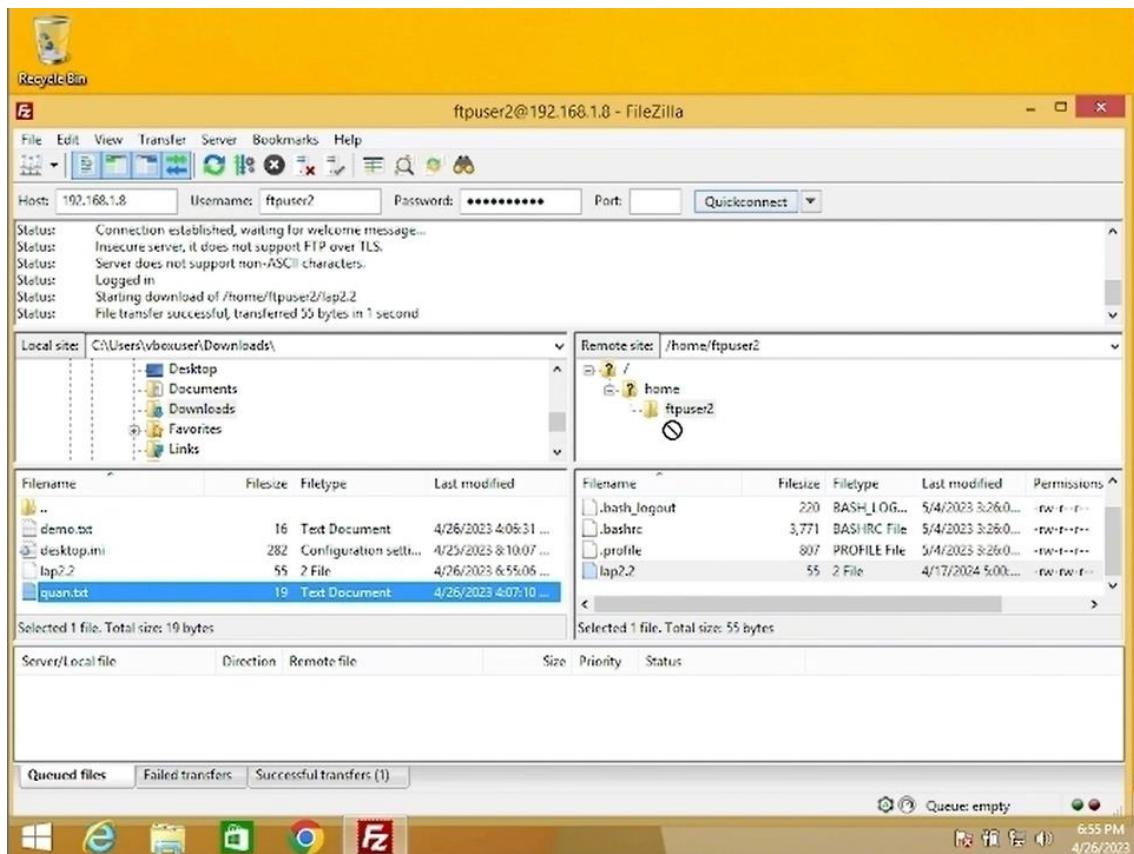 Recycle Bin
Fz ftpuser2@192.168.1.8 - FileZilla
File Edit View Transfer Server Bookmarks Help
Host: 192.168.1.8 Username: ftpuser2 Password: ●●●●●●●●●● Port: Quickconnect
Status: Connection established, waiting for welcome message...
Status: Insecure server, it does not support FTP over TLS.
Status: Server does not support non-ASCII characters.
Status: Logged in
Status: Starting download of /home/ftpuser2/lap2.2
Status: File transfer successful, transferred 55 bytes in 1 second
Local site: C:\Users\vboxuser\Downloads\
Desktop
Documents
Downloads
Favorites
Links
Remote site: /home/ftpuser2
/
home
ftpuser2
Filename Filesize Filetype Last modified
..
demo.txt 16 Text Document 4/26/2023 4:06:31 ...
desktop.ini 282 Configuration setti... 4/25/2023 8:10:07 ...
lap2.2 55 2 File 4/26/2023 6:55:06 ...
quan.txt 19 Text Document 4/26/2023 4:07:10 ...
Selected 1 file. Total size: 19 bytes
Filename Filesize Filetype Last modified Permissions
.bash_logout 220 BASH_LOG... 5/4/2023 3:26:0... -rw-r--r--
.bashrc 3,771 BASHRC File 5/4/2023 3:26:0... -rw-r--r--
.profile 807 PROFILE File 5/4/2023 3:26:0... -rw-r--r--
lap2.2 55 2 File 4/17/2024 5:00:... -rw-rw-r--
Selected 1 file. Total size: 55 bytes
Server/Local file Direction Remote file Size Priority Status
Queued files Failed transfers Successful transfers (1)
Queue: empty
Fz
6:55 PM
4/26/2023